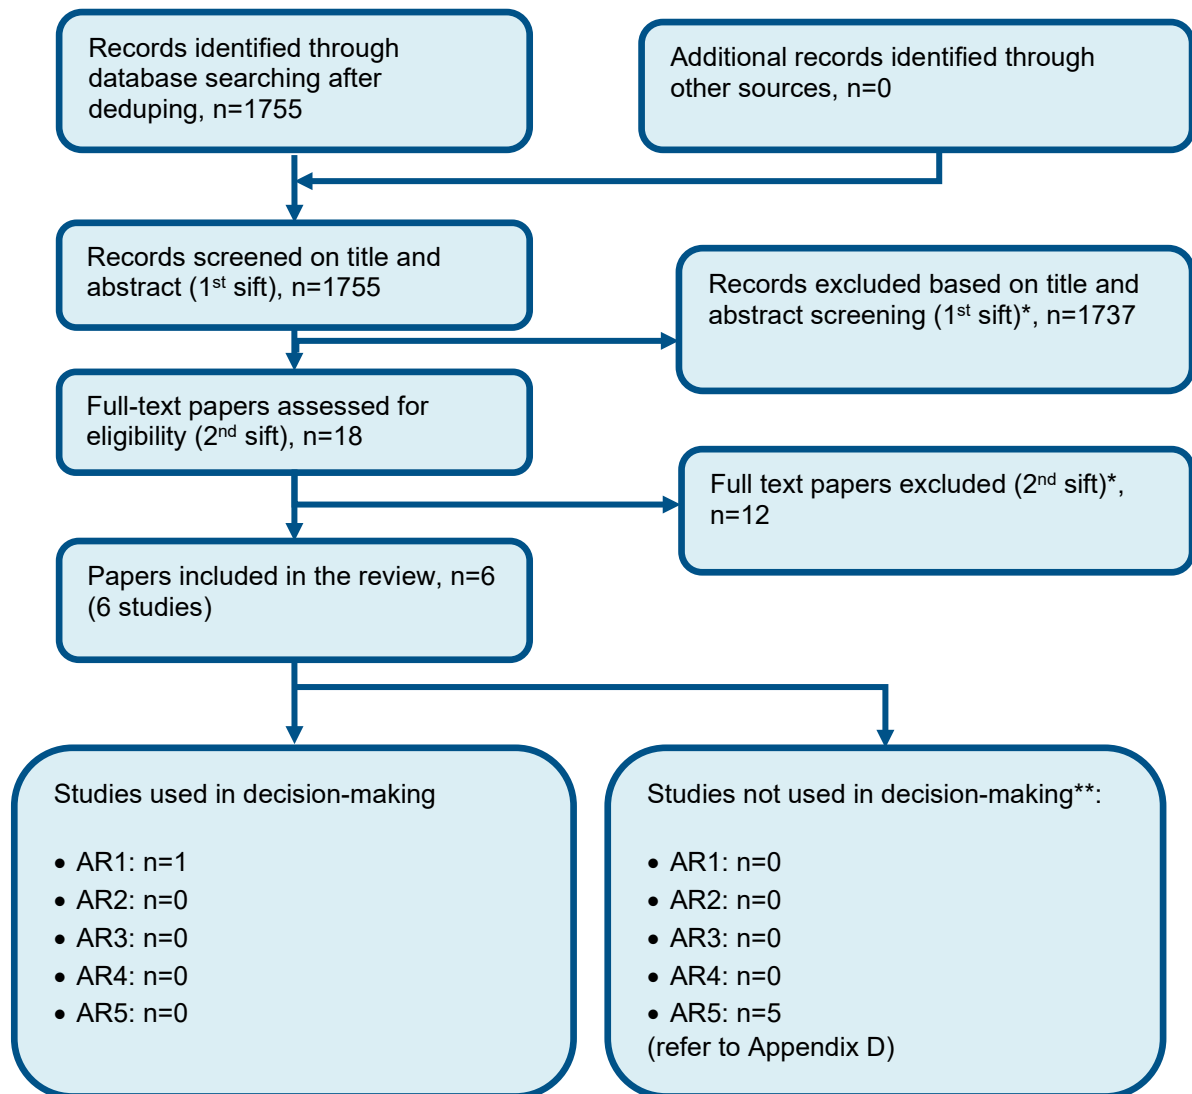 Records identified through
database searching after
deduping, n=1755
Additional records identified through
other sources, n=0
Records screened on title and
abstract (1st sift), n=1755
Records excluded based on title and
abstract screening (1st sift)*, n=1737
Full-text papers assessed for
eligibility (2nd sift), n=18
Full text papers excluded (2nd sift)*,
n=12
Papers included in the review, n=6
(6 studies)
Studies used in decision-making
• AR1: n=1
• AR2: n=0
• AR3: n=0
• AR4: n=0
• AR5: n=0
Studies not used in decision-making**:
• AR1: n=0
• AR2: n=0
• AR3: n=0
• AR4: n=0
• AR5: n=5
(refer to Appendix D)